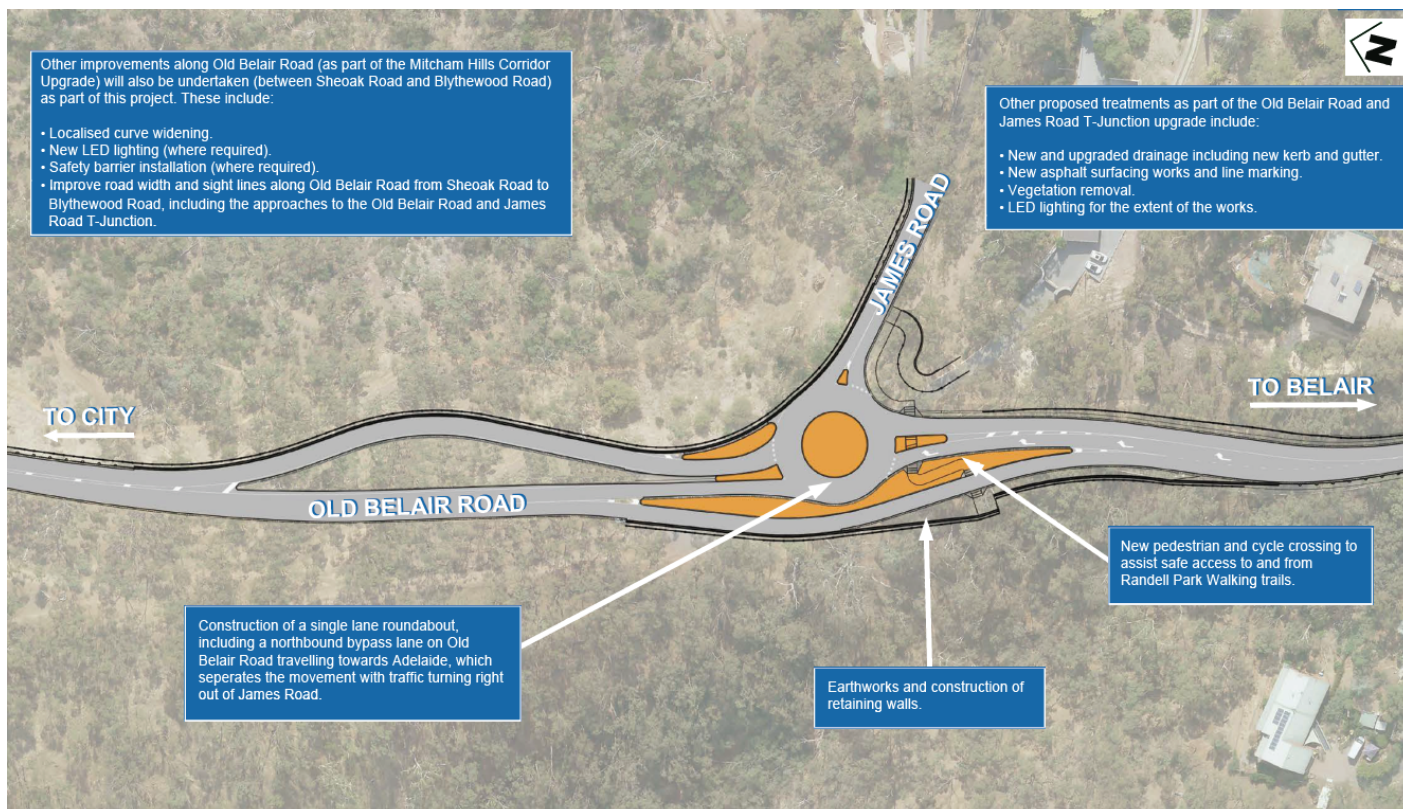 Other improvements along Old Belair Road (as part of the Mitcham Hills Corridor
Upgrade) will also be undertaken (between Sheoak Road and Blythewood Road)
as part of this project. These include:
• Localised curve widening.
• New LED lighting (where required).
• Safety barrier installation (where required).
• Improve road width and sight lines along Old Belair Road from Sheoak Road to
Blythewood Road, including the approaches to the Old Belair Road and James
Road T-Junction.
N
Other proposed treatments as part of the Old Belair Road and
James Road T-Junction upgrade include:
• New and upgraded drainage including new kerb and gutter.
• New asphalt surfacing works and line marking.
• Vegetation removal.
• LED lighting for the extent of the works.
JAMES ROAD
TO CITY
TO BELAIR
OLD BELAIR ROAD
New pedestrian and cycle crossing to
assist safe access to and from
Randell Park Walking trails.
Construction of a single lane roundabout,
including a northbound bypass lane on Old
Belair Road travelling towards Adelaide, which
seperates the movement with traffic turning right
out of James Road.
Earthworks and construction of
retaining walls.